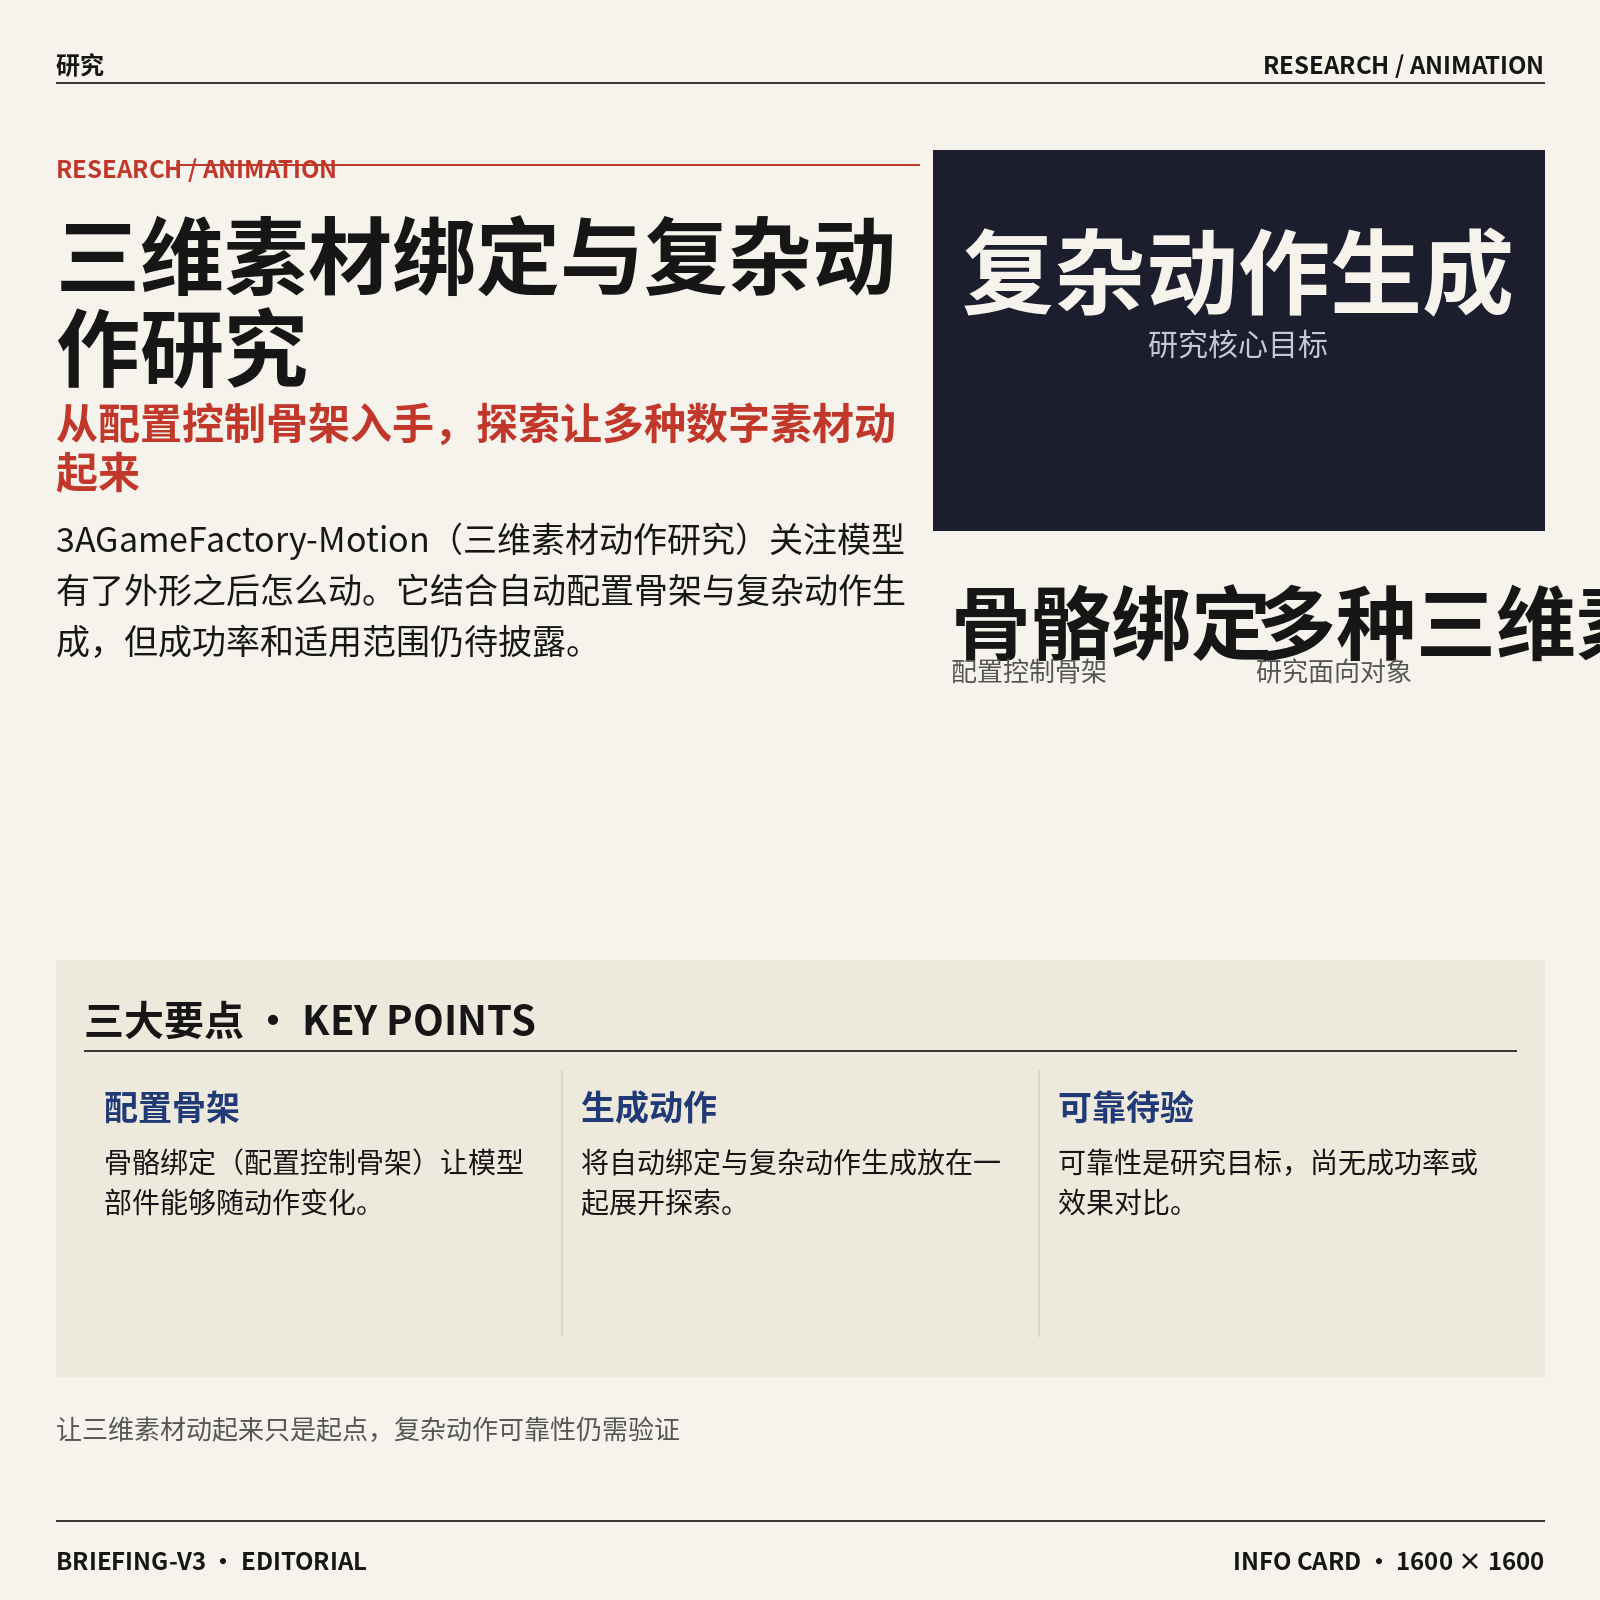 研究
RESEARCH / ANIMATION
RESEARCH / ANIMATION
三维素材绑定与复杂动
作研究
从配置控制骨架入手，探索让多种数字素材动
起来
3AGameFactory-Motion（三维素材动作研究）关注模型
有了外形之后怎么动。它结合自动配置骨架与复杂动作生
成，但成功率和适用范围仍待披露。
复杂动作生成
研究核心目标
骨骼绑定
配置控制骨架
多种三维
研究面向对象
三大要点 • KEY POINTS
配置骨架
骨骼绑定（配置控制骨架）让模型
部件能够随动作变化。
生成动作
将自动绑定与复杂动作生成放在一
起展开探索。
可靠待验
可靠性是研究目标，尚无成功率或
效果对比。
让三维素材动起来只是起点，复杂动作可靠性仍需验证
BRIEFING-V3 • EDITORIAL
INFO CARD • 1600 × 1600